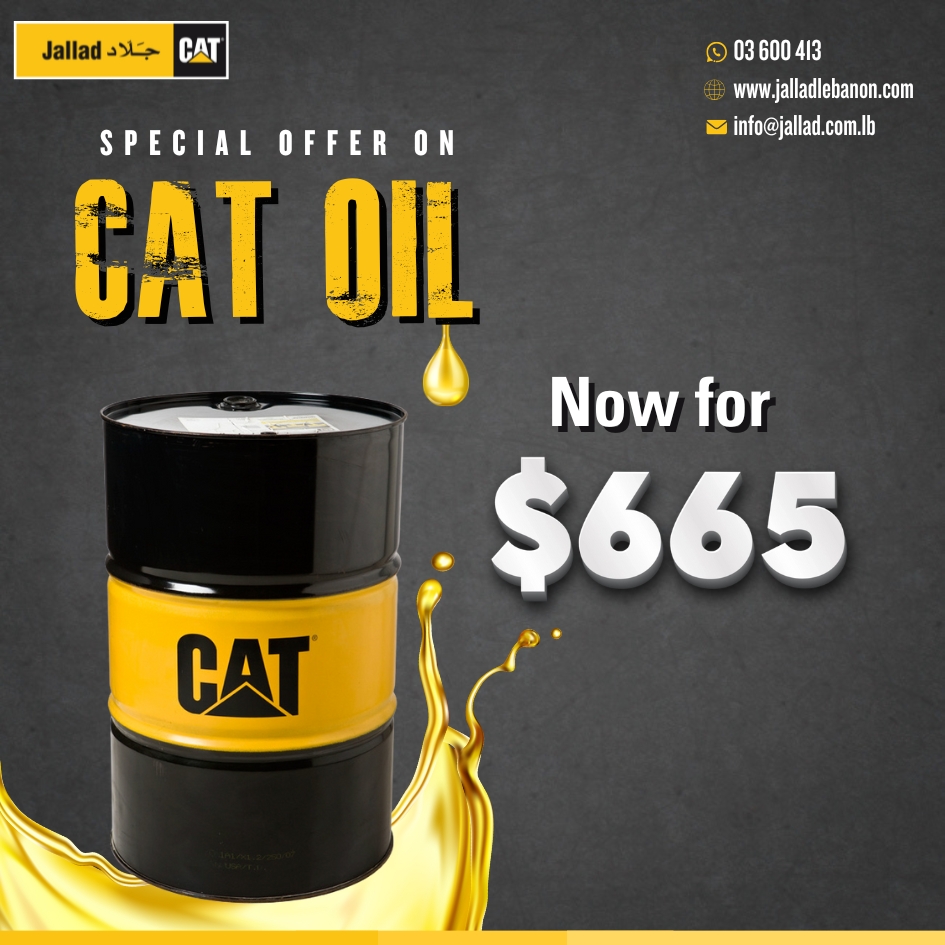 Jallad جلاد CAT
03 600 413
www.jalladlebanon.com
info@jallad.com.lb
SPECIAL OFFER ON
CAT OIL
Now for
$665
CAT®